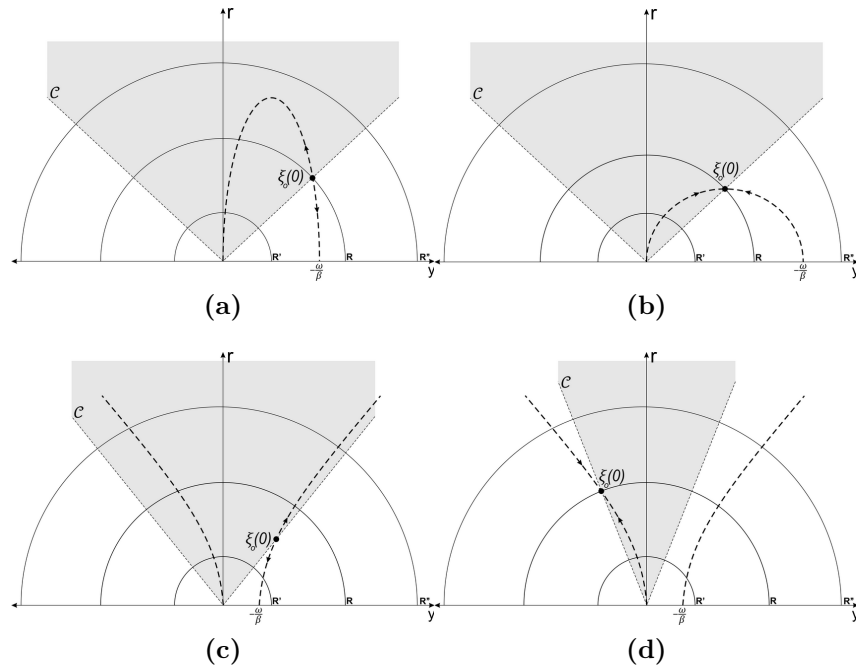 r r
𝒞 𝒞
ξ₀(0) ξ₀(0)
R' R R" R' R R"
-ω/β y -ω/β y
(a) (b)
r r
𝒞 𝒞
ξ₀(0) ξ₀(0)
R' R R" R' R R"
-ω/β y -ω/β y
(c) (d)